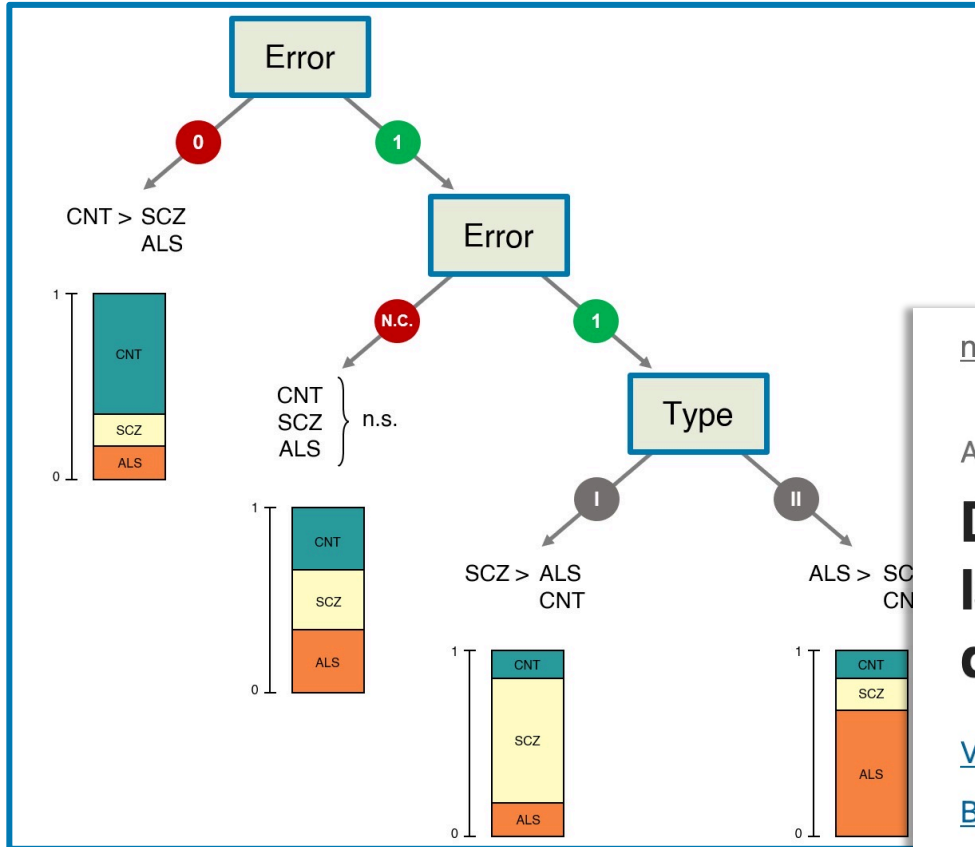 Error
0
1
CNT > SCZ
ALS
Error
1
CNT
SCZ
ALS
0
N.C.
1
CNT
SCZ
ALS
n.s.
Type
1
CNT
SCZ
ALS
0
I
II
SCZ > ALS
CNT
ALS >
1
CNT
SCZ
ALS
0
1
CNT
SCZ
ALS
0